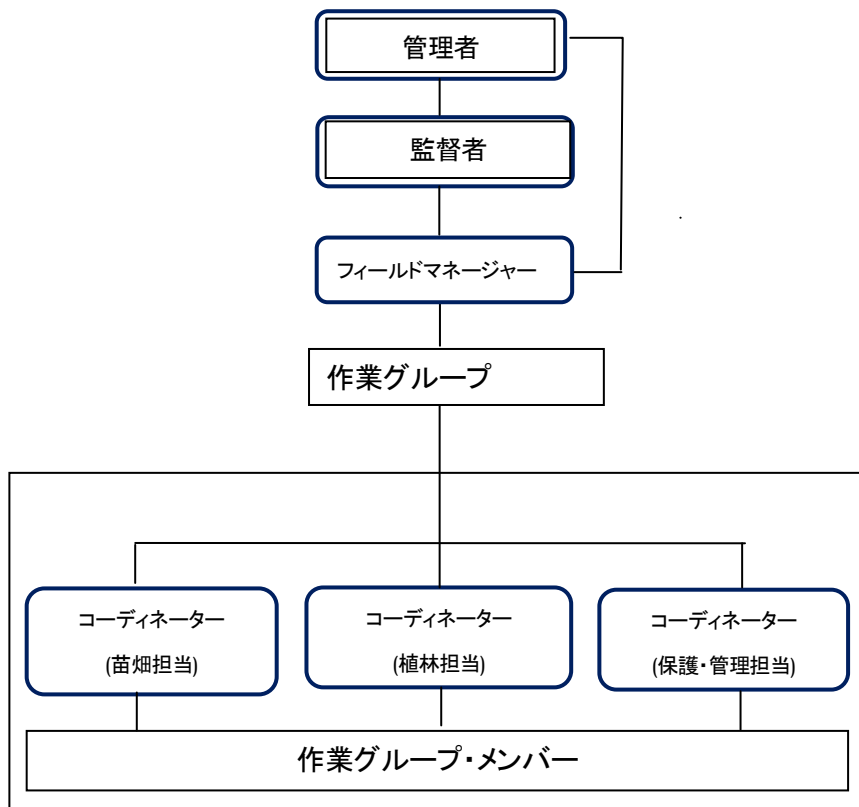 管理者
監督者
フィールドマネージャー
作業グループ
コーディネーター
(苗畑担当)
コーディネーター
(植林担当)
コーディネーター
(保護・管理担当)
作業グループ・メンバー